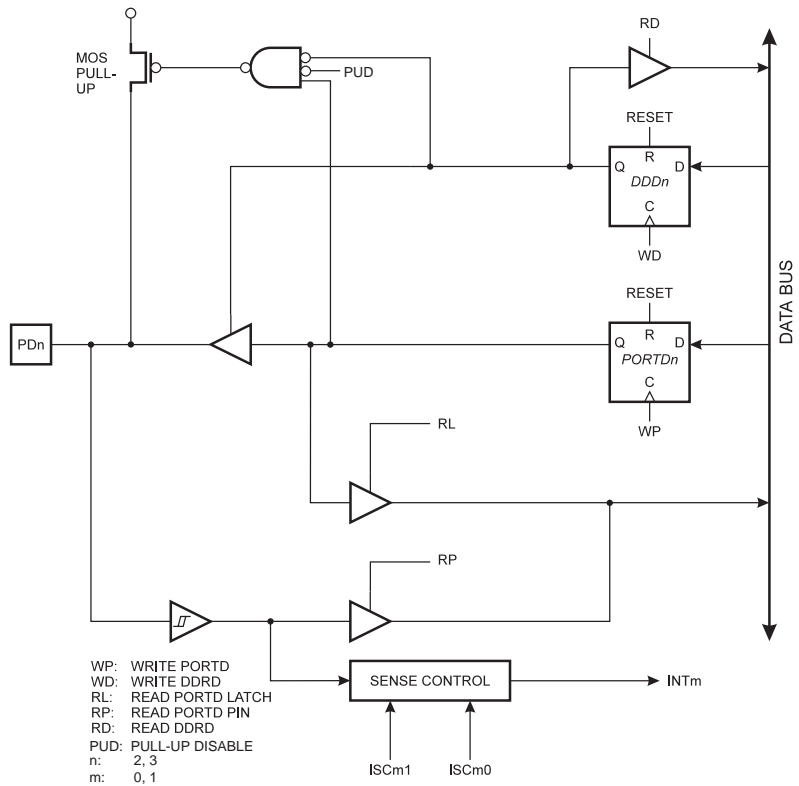 RD
MOS
PULL-
UP
PUD
RESET
R
Q
D
DDDn
C
WD
DATA BUS
RESET
R
PDn
Q
D
PORTDn
C
WP
RL
RP
WP: WRITE PORTD
WD: WRITE DDRD
RL: READ PORTD LATCH
RP: READ PORTD PIN
RD: READ DDRD
PUD: PULL-UP DISABLE
n: 2, 3
m: 0, 1
SENSE CONTROL
INTm
ISCm1
ISCm0